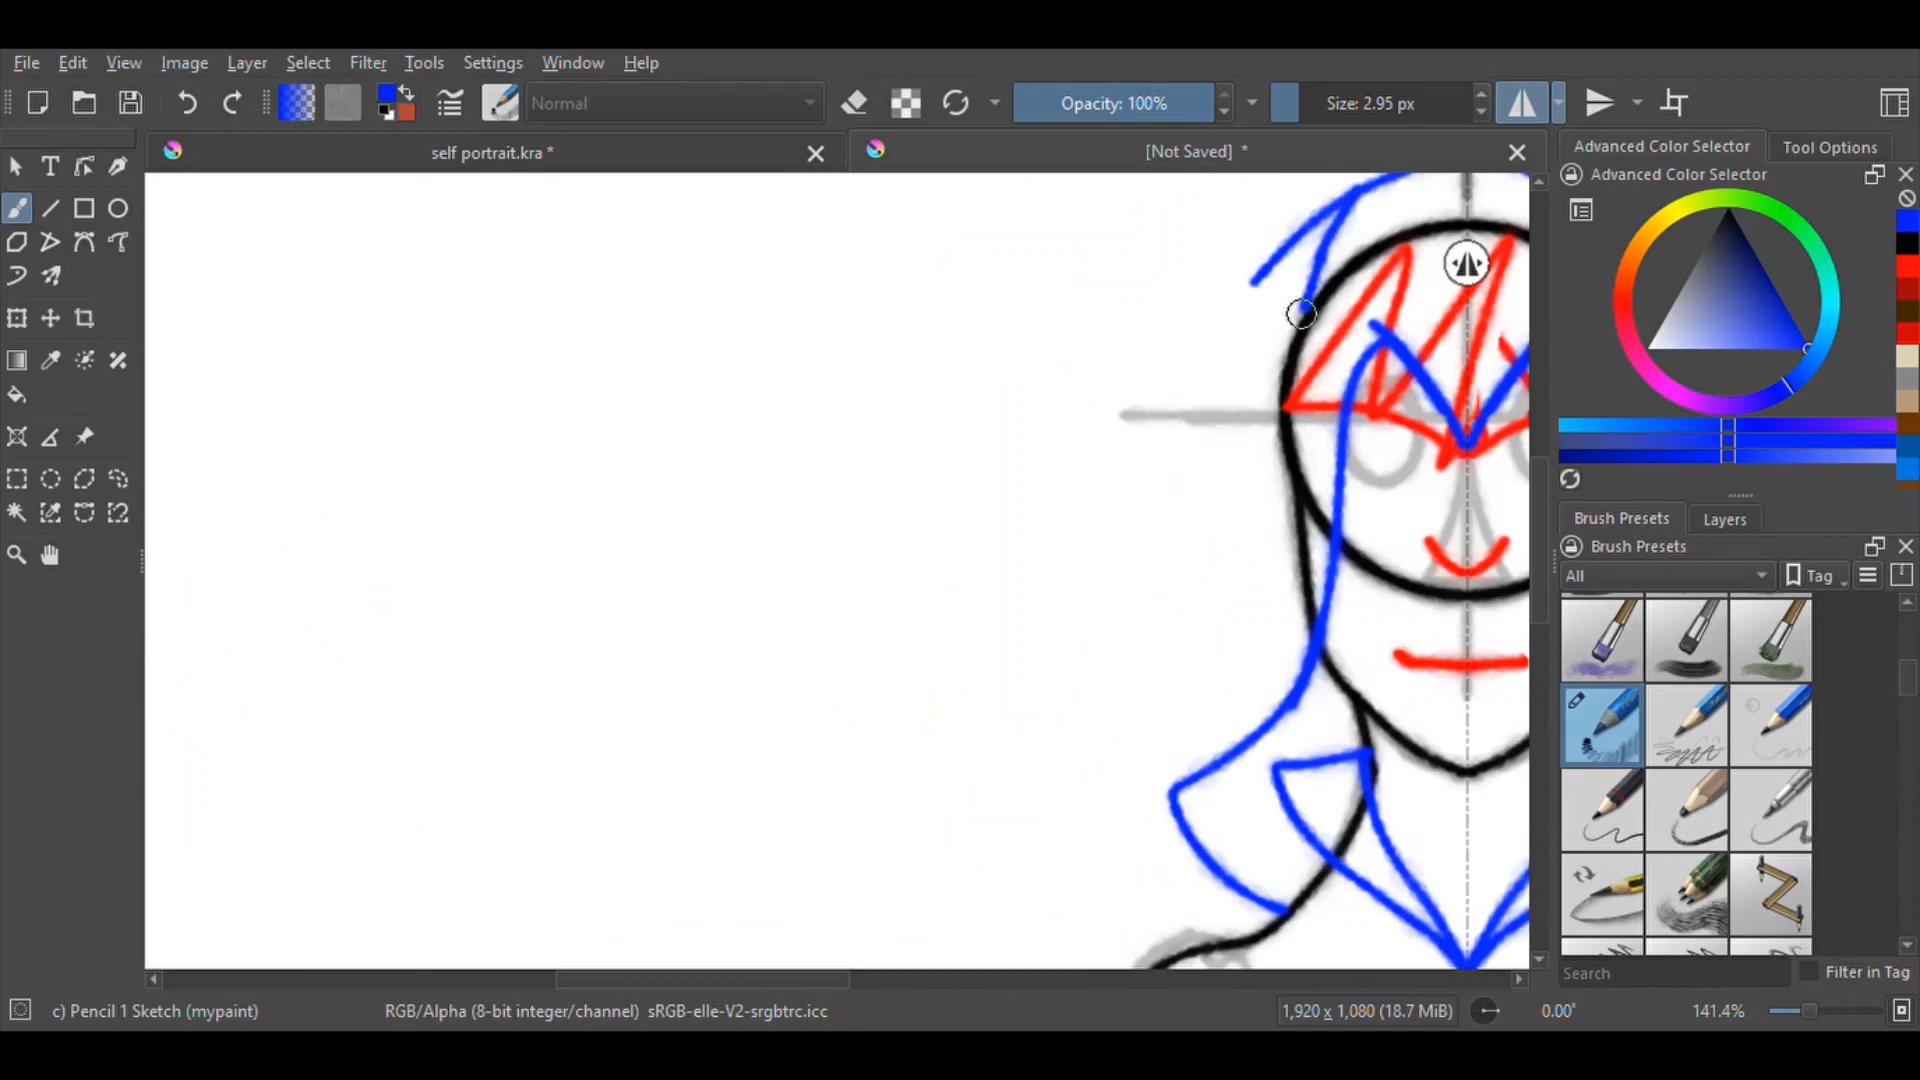 File Edit View Image Layer Select Filter Tools Settings Window Help
Normal
Opacity: 100%
Size: 2.95 px
self portrait.kra *
[Not Saved] *
Advanced Color Selector
Tool Options
Advanced Color Selector
Brush Presets
Layers
Brush Presets
All
Tag
Search
Filter in Tag
c) Pencil 1 Sketch (mypaint)
RGB/Alpha (8-bit integer/channel) sRGB-elle-V2-srgbtrc.icc
1,920 x 1,080 (18.7 MiB)
0.00°
141.4%